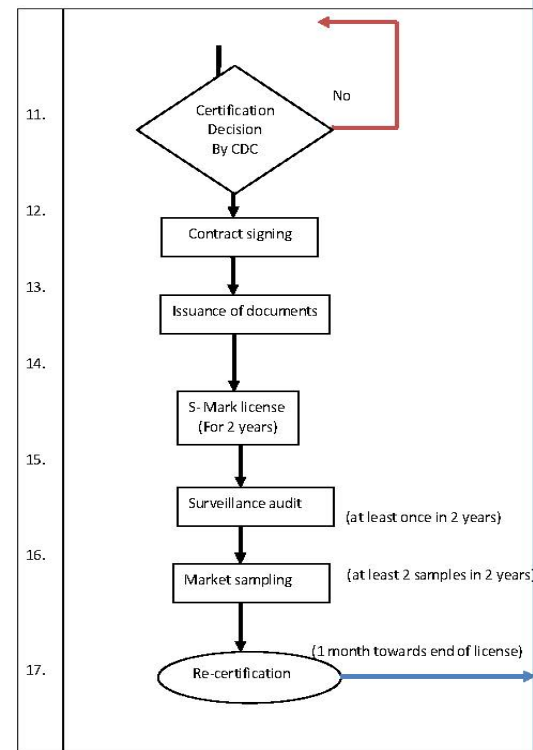 No
11.
Certification
Decision
By CDC
12.
Contract signing
13.
Issuance of documents
14.
S- Mark license
(For 2 years)
15.
Surveillance audit
(at least once in 2 years)
16.
Market sampling
(at least 2 samples in 2 years)
(1 month towards end of license)
17.
Re-certification